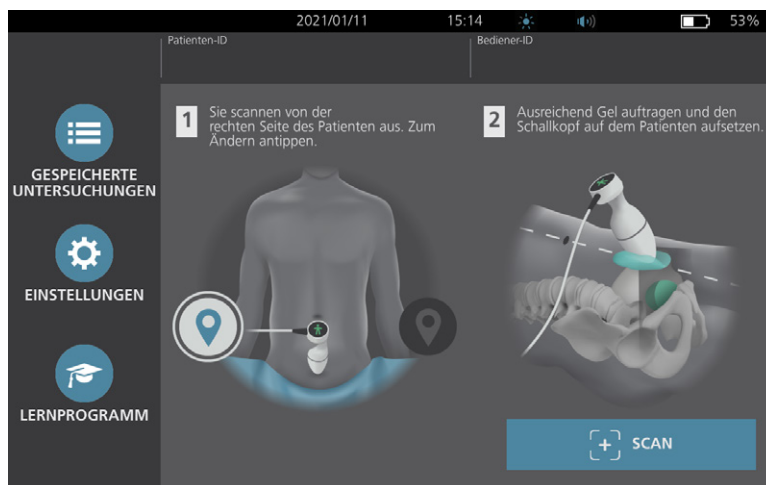 2021/01/11 15:14 53%
Patienten-ID
Bediener-ID
GESPEICHERTE
UNTERSUCHUNGEN
EINSTELLUNGEN
LERNPROGRAMM
1
Sie scannen von der
rechten Seite des Patienten aus. Zum
Ändern antippen.
2
Ausreichend Gel auftragen und den
Schallkopf auf dem Patienten aufsetzen.
SCAN